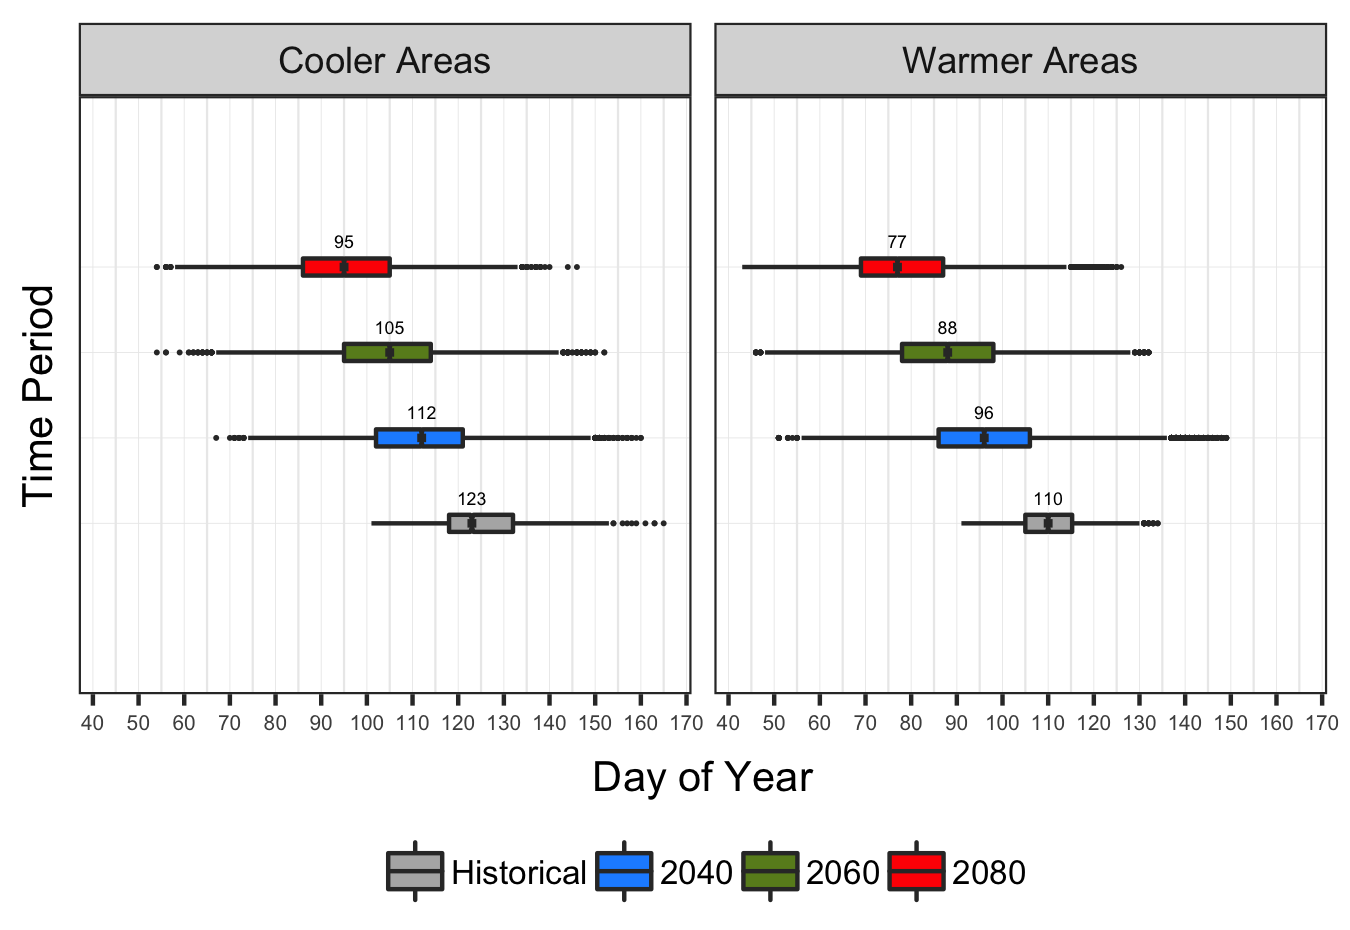 Cooler Areas Warmer Areas
95 77
105 88
112 96
123 110
Time Period
40 50 60 70 80 90 100 110 120 130 140 150 160 170 40 50 60 70 80 90 100 110 120 130 140 150 160 170
Day of Year
Historical 2040 2060 2080